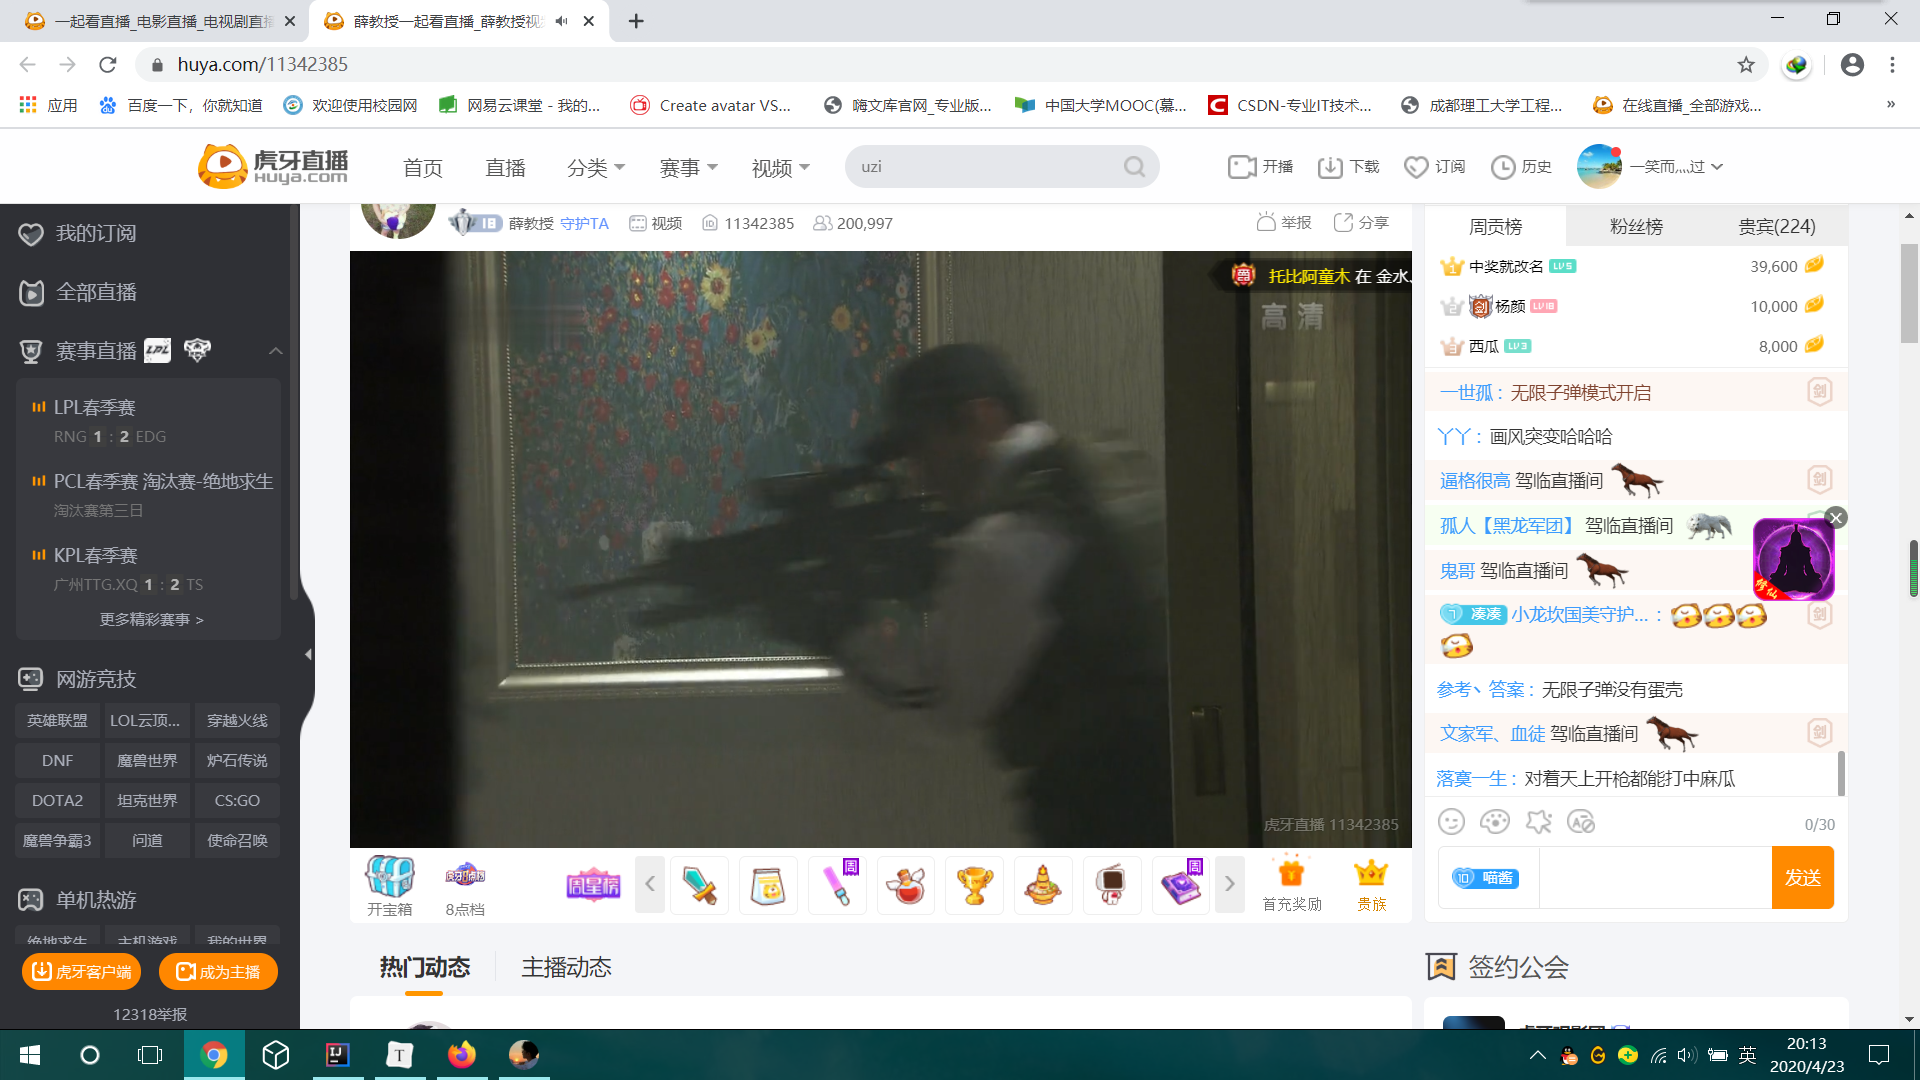 一起看直播_电影直播_电视剧直播
薛教授一起看直播_薛教授视频
huya.com/11342385
应用
百度一下，你就知道
欢迎使用校园网
网易云课堂 - 我的...
Create avatar VS...
嗨文库官网_专业版...
中国大学MOOC(慕...
CSDN-专业IT技术...
成都理工大学工程...
在线直播_全部游戏...
»
虎牙直播
HUYA.com
首页
直播
分类
赛事
视频
uzi
开播
下载
订阅
历史
一笑而灬过
我的订阅
全部直播
赛事直播
LPL
LPL春季赛
RNG 1 : 2 EDG
PCL春季赛 淘汰赛-绝地求生
淘汰赛第三日
KPL春季赛
广州TTG.XQ 1 : 2 TS
更多精彩赛事 >
网游竞技
英雄联盟
LOL云顶...
穿越火线
DNF
魔兽世界
炉石传说
DOTA2
坦克世界
CS:GO
魔兽争霸3
问道
使命召唤
单机热游
绝地求生
主机游戏
我的世界
虎牙客户端
成为主播
12318举报
18
薛教授
守护TA
视频
11342385
200,997
举报
分享
托比阿童木 在 金水、
高清
虎牙直播 11342385
开宝箱
8点档
周星榜
周
周
首充奖励
贵族
热门动态
主播动态
周贡榜
粉丝榜
贵宾(224)
1 中奖就改名 LV5 39,600
2 剑 杨颜 LV18 10,000
3 西瓜 LV3 8,000
一世孤： 无限子弹模式开启 剑
丫丫： 画风突变哈哈哈
逼格很高 驾临直播间 剑
孤人【黑龙军团】 驾临直播间
鬼哥 驾临直播间
修仙
7 凑凑 小龙坎国美守护...： 剑
参考丶答案： 无限子弹没有蛋壳
文家军、血徒 驾临直播间 剑
落寞一生： 对着天上开枪都能打中麻瓜
0/30
10 喵酱
发送
签约公会
英
20:13
2020/4/23